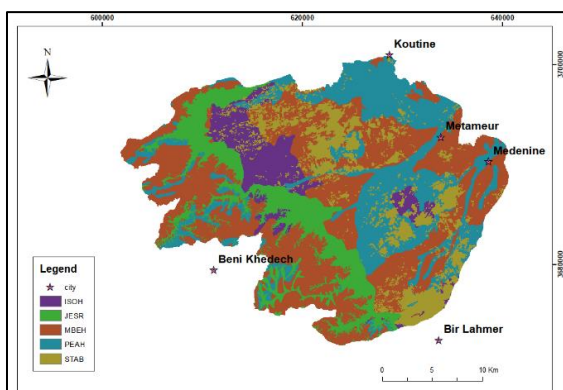 600000 620000 640000
N
3700000
Koutine
Metameur
Medenine
Beni Khedech
3680000
Bir Lahmer
Legend
city
ISOH
JESR
MBEH
PEAH
STAB
0 5 10 Km